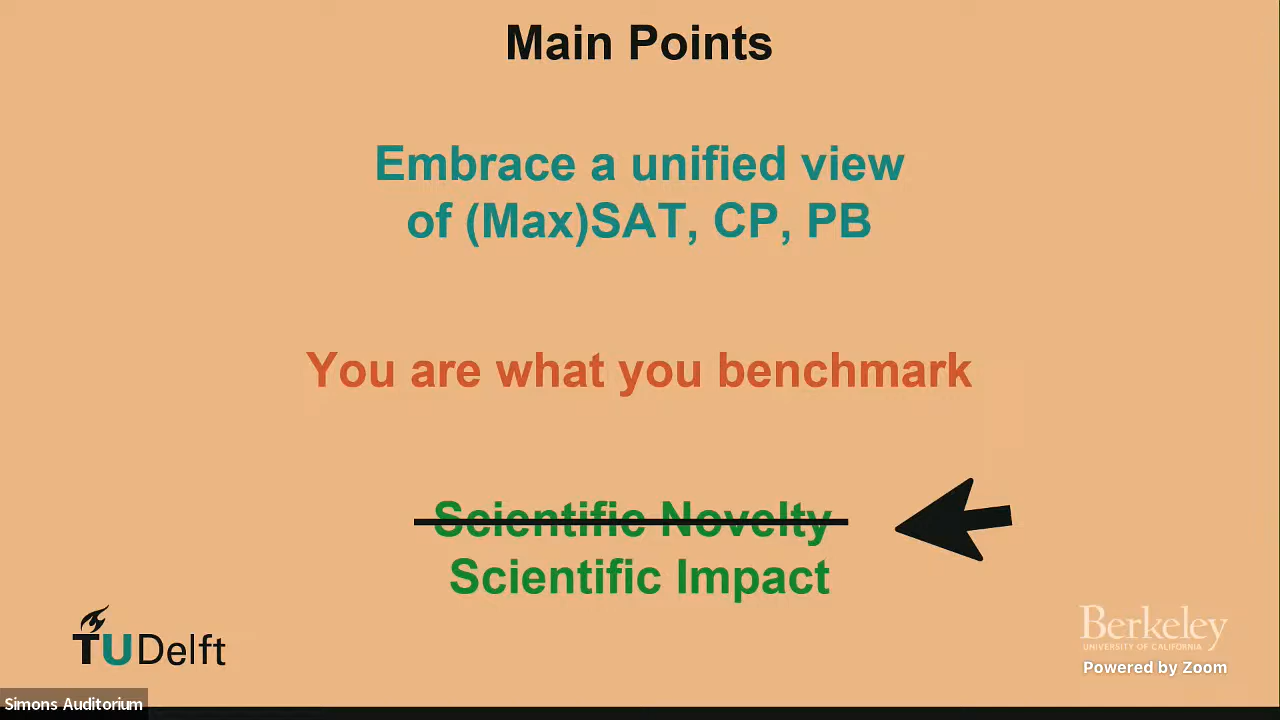 Main Points
Embrace a unified view
of (Max)SAT, CP, PB
You are what you benchmark
Scientific Novelty
Scientific Impact
TUDelft
Berkeley
UNIVERSITY OF CALIFORNIA
Powered by Zoom
Simons Auditorium